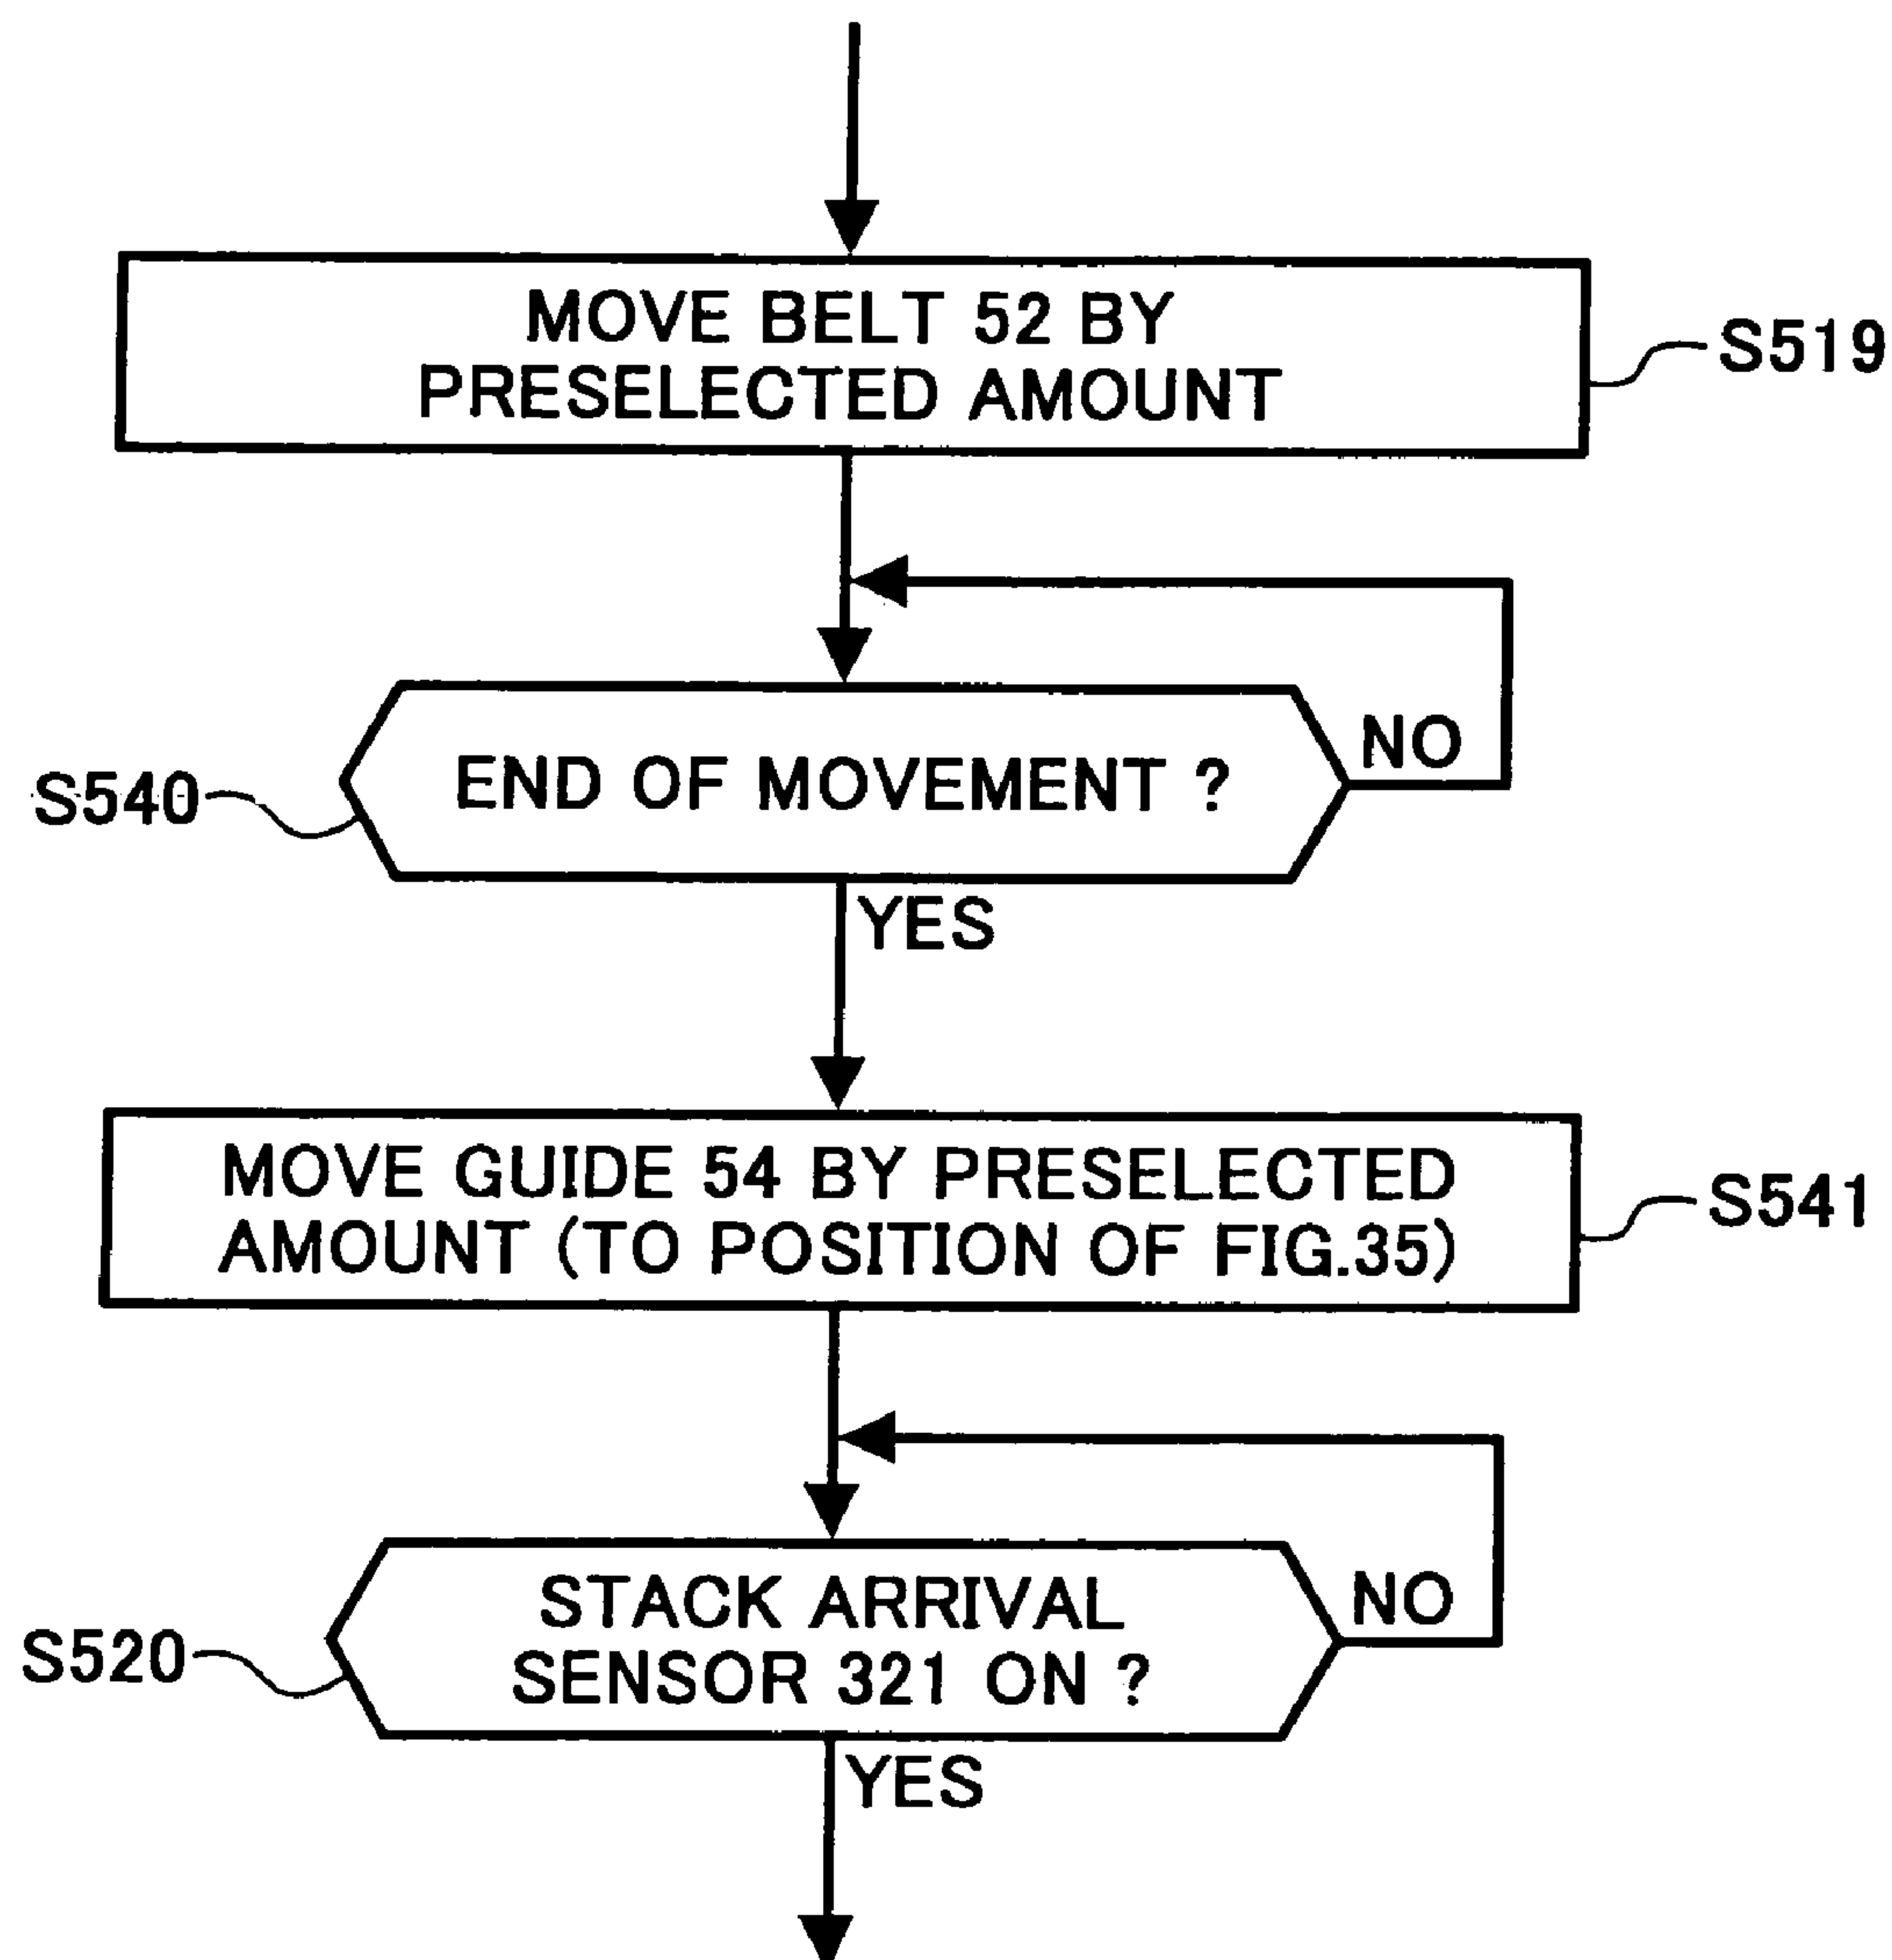 MOVE BELT 52 BY
PRESELECTED AMOUNT
S519
NO
END OF MOVEMENT ?
S540
YES
MOVE GUIDE 54 BY PRESELECTED
AMOUNT (TO POSITION OF FIG.35)
S541
NO
STACK ARRIVAL
SENSOR 321 ON ?
S520
YES